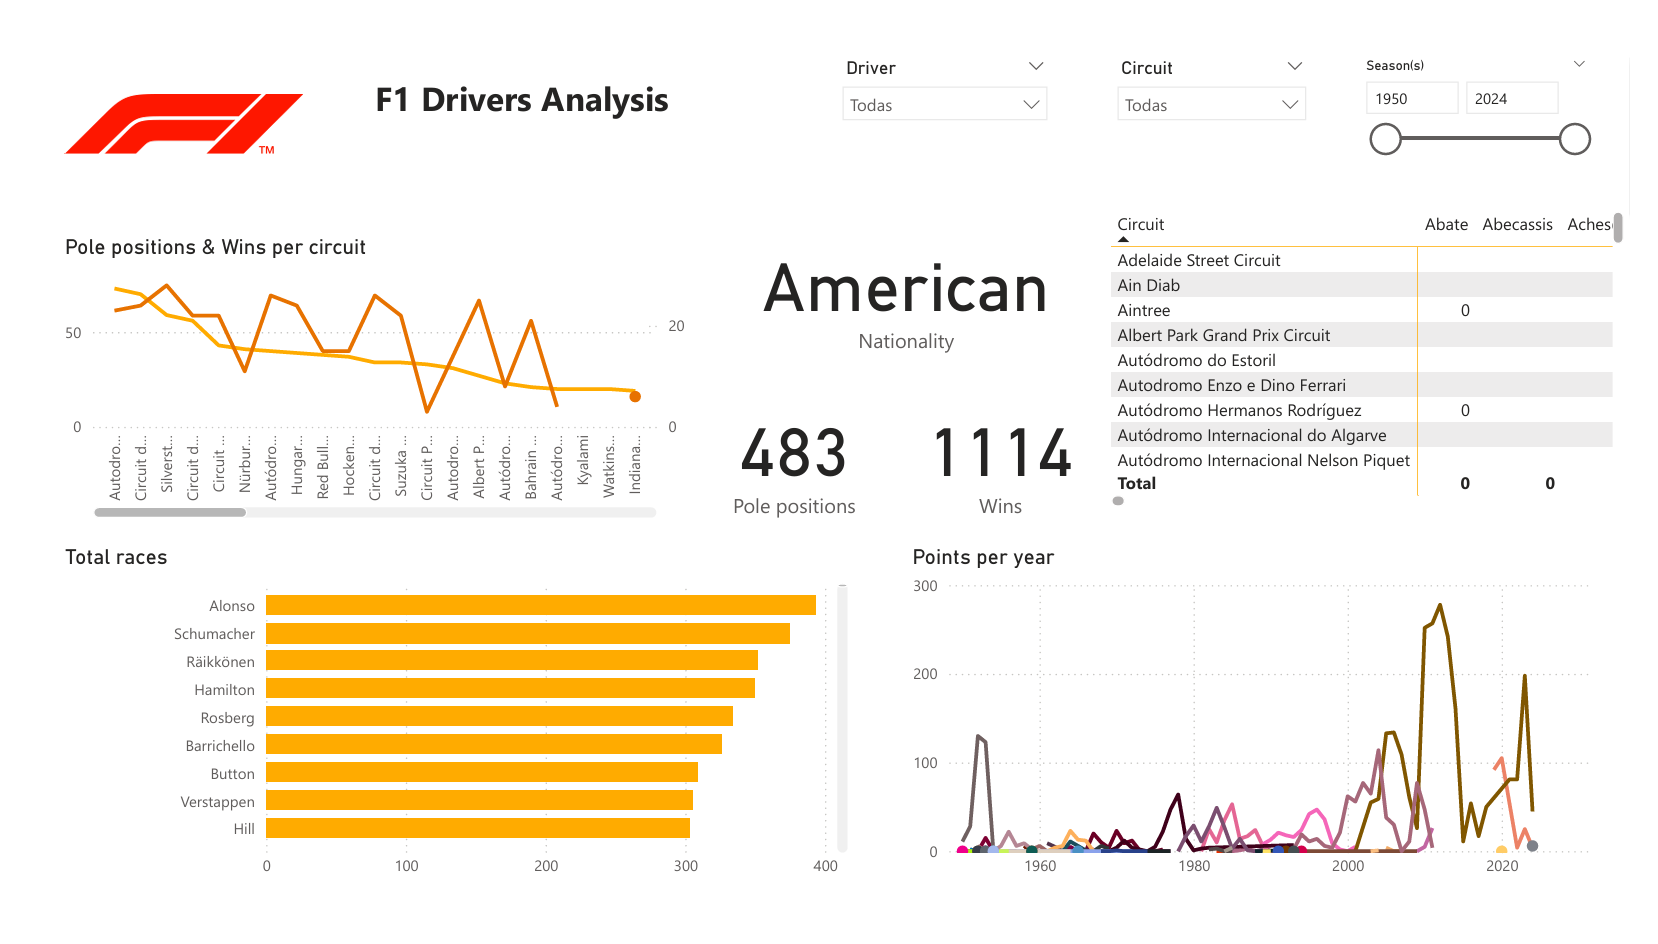 F1 Drivers Analysis
TM
Driver
Todas
Circuit
Todas
Season(s)
1950
2024
Pole positions & Wins per circuit
50
0
20
0
Autodro...
Circuit d...
Silverst...
Circuit d...
Circuit ...
Nürbur...
Autódro...
Hungar...
Red Bull...
Hocken...
Circuit d...
Suzuka ...
Circuit P...
Autodro...
Albert P...
Autódro...
Bahrain ...
Autódro...
Kyalami
Watkins...
Indiana...
American
Nationality
483
Pole positions
1114
Wins
Circuit Abate Abecassis Aches
Adelaide Street Circuit
Ain Diab
Aintree 0
Albert Park Grand Prix Circuit
Autódromo do Estoril
Autodromo Enzo e Dino Ferrari
Autódromo Hermanos Rodríguez 0
Autódromo Internacional do Algarve
Autódromo Internacional Nelson Piquet
Total 0 0
Total races
Alonso
Schumacher
Räikkönen
Hamilton
Rosberg
Barrichello
Button
Verstappen
Hill
0 100 200 300 400
Points per year
300
200
100
0
1960 1980 2000 2020